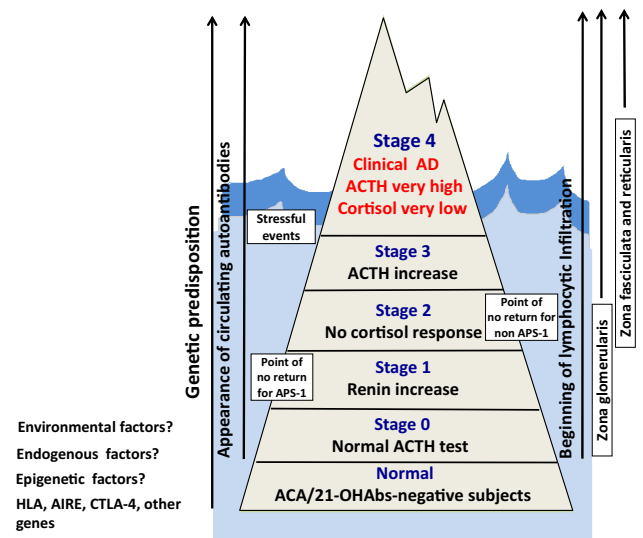 Stage 4
Clinical AD
ACTH very high
Cortisol very low
Stressful
events
Stage 3
ACTH increase
Stage 2
No cortisol response
Point of
no return for
non APS-1
Point of
no return
for APS-1
Stage 1
Renin increase
Stage 0
Normal ACTH test
Normal
ACA/21-OHAbs-negative subjects
Genetic predisposition
Appearance of circulating autoantibodies
Beginning of lymphocytic Infiltration
Zona glomerularis
Zona fasciculata and reticularis
Environmental factors?
Endogenous factors?
Epigenetic factors?
HLA, AIRE, CTLA-4, other
genes